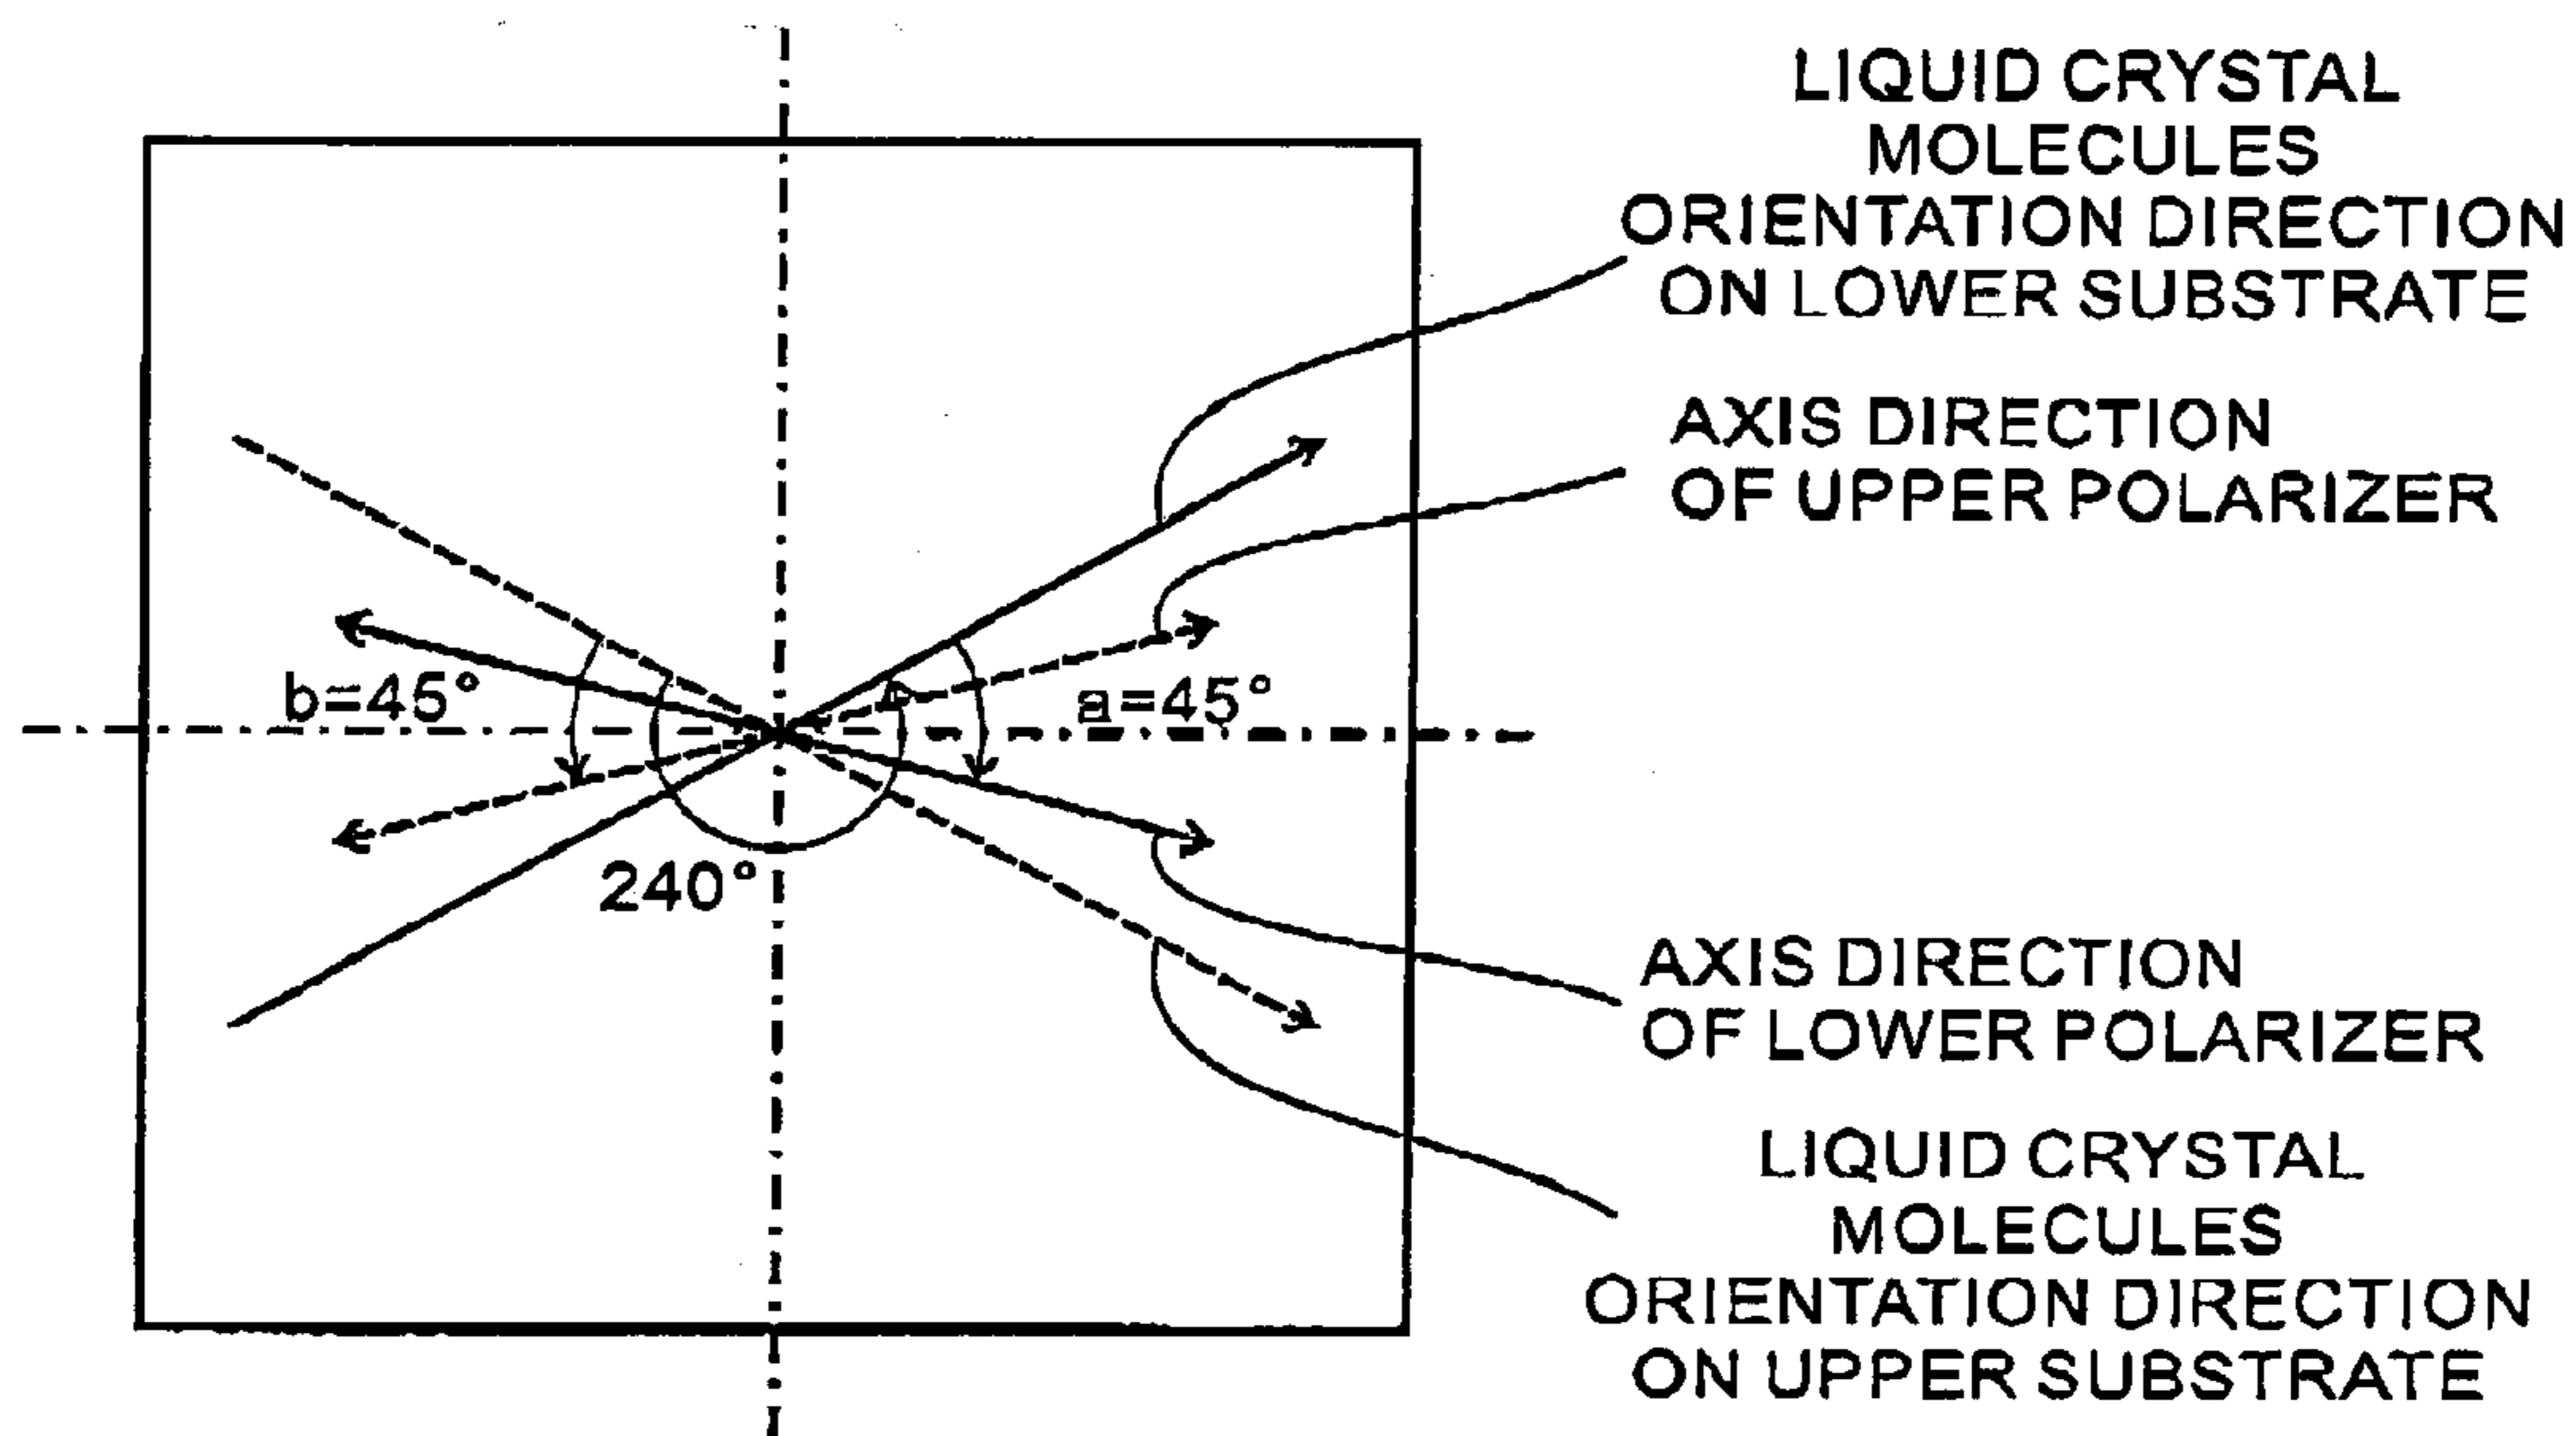 LIQUID CRYSTAL
MOLECULES
ORIENTATION DIRECTION
ON LOWER SUBSTRATE
AXIS DIRECTION
OF UPPER POLARIZER
b=45°
a=45°
240°
AXIS DIRECTION
OF LOWER POLARIZER
LIQUID CRYSTAL
MOLECULES
ORIENTATION DIRECTION
ON UPPER SUBSTRATE